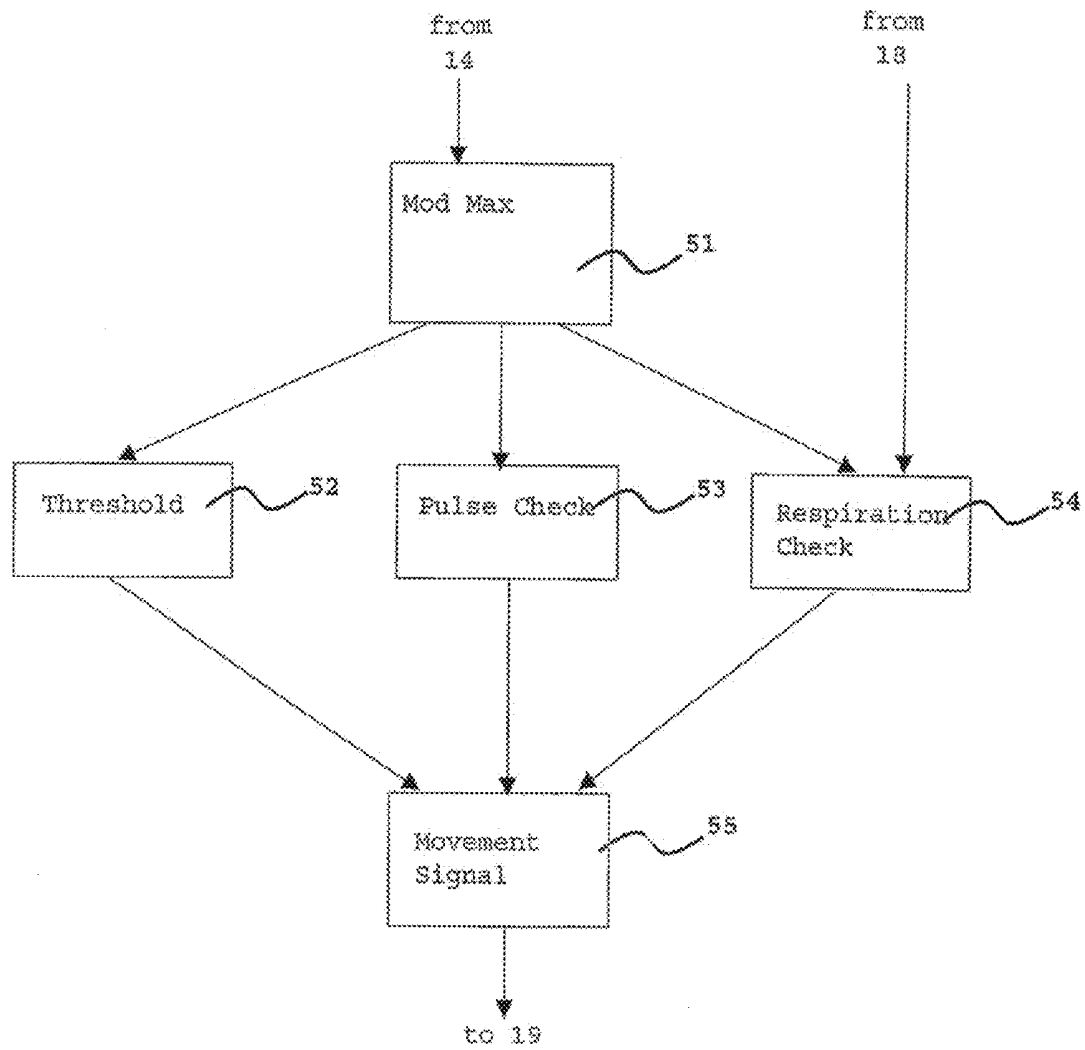 from
14
from
18
Mod Max
51
Threshold
52
Pulse Check
53
Respiration
Check
54
Movement
Signal
55
to 19